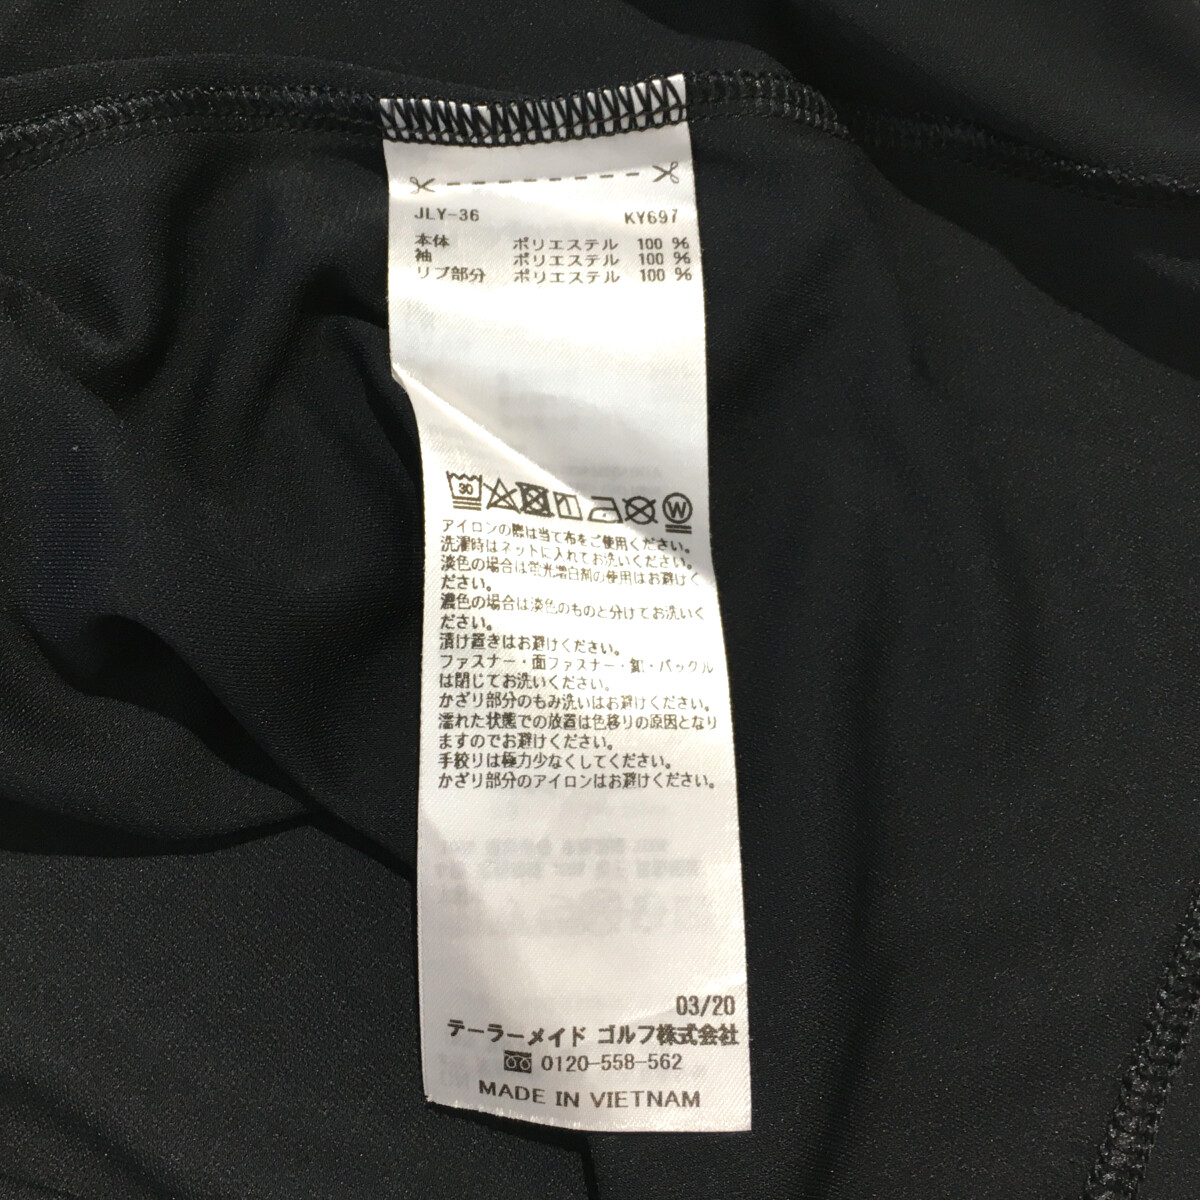 JLY-36 KY697
本体 ポリエステル 100 %
袖 ポリエステル 100 %
リブ部分 ポリエステル 100 %
30 W
アイロンの際は当て布をご使用ください。
洗濯時はネットに入れてお洗いください。
淡色の場合は蛍光増白剤の使用はお避けく
ださい。
濃色の場合は淡色のものと分けてお洗いく
ださい。
漬け置きはお避けください。
ファスナー・面ファスナー・釦・バックル
は閉じてお洗いください。
かざり部分のもみ洗いはお避けください。
濡れた状態での放置は色移りの原因となり
ますのでお避けください。
手絞りは極力少なくしてください。
かざり部分のアイロンはお避けください。
03/20
テーラーメイド ゴルフ株式会社
0120-558-562
MADE IN VIETNAM